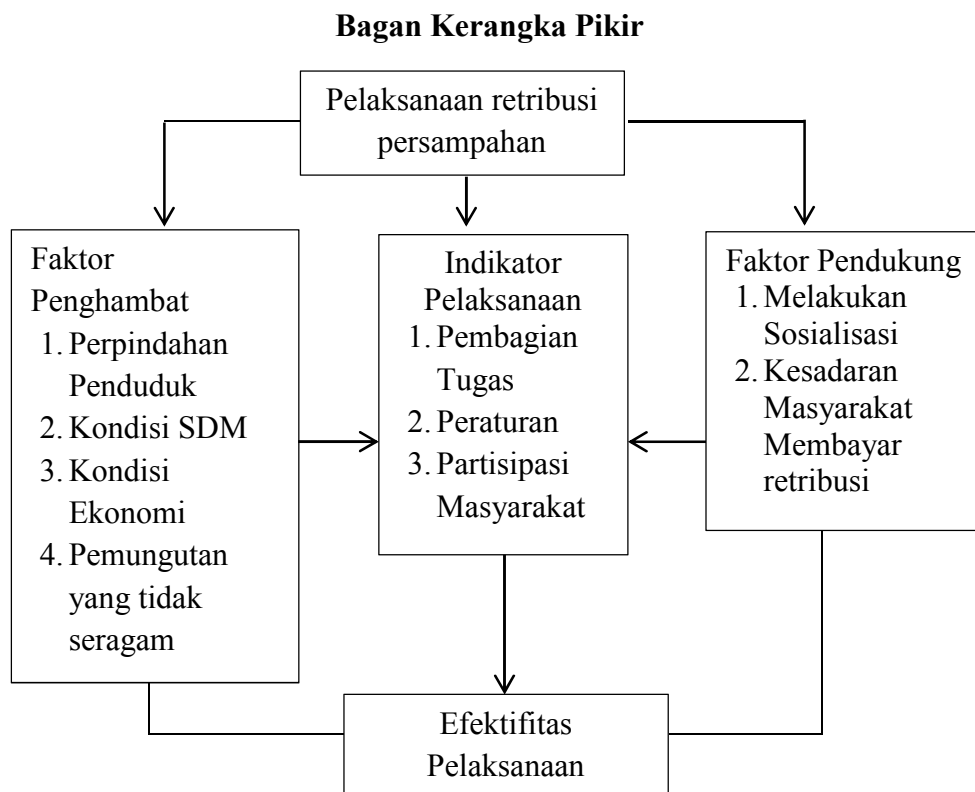 Bagan Kerangka Pikir
Pelaksanaan retribusi
persampahan
Faktor
Penghambat
1. Perpindahan
Penduduk
2. Kondisi SDM
3. Kondisi
Ekonomi
4. Pemungutan
yang tidak
seragam
Indikator
Pelaksanaan
1. Pembagian
Tugas
2. Peraturan
3. Partisipasi
Masyarakat
Faktor Pendukung
1. Melakukan
Sosialisasi
2. Kesadaran
Masyarakat
Membayar
retribusi
Efektifitas
Pelaksanaan